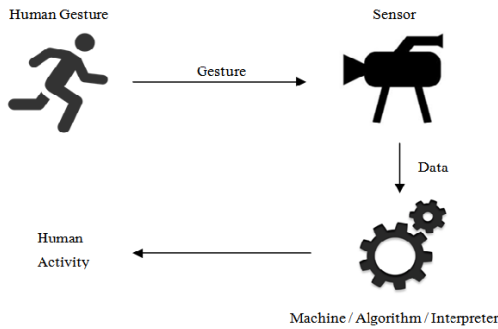 Human Gesture
Sensor
Gesture
Data
Human
Activity
Machine / Algorithm / Interpreter